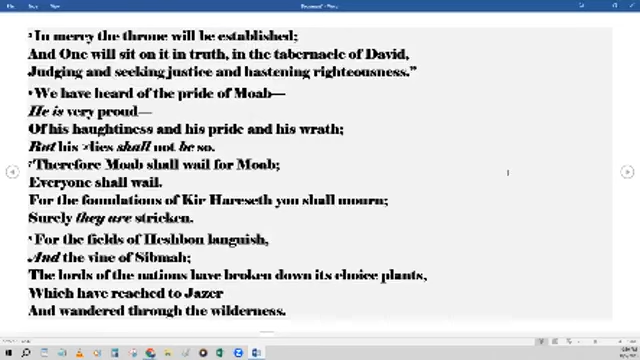 ⁵In mercy the throne will be established;
And One will sit on it in truth, in the tabernacle of David,
Judging and seeking justice and hastening righteousness.”
⁶We have heard of the pride of Moab—
He is very proud—
Of his haughtiness and his pride and his wrath;
But his lies shall not be so.
⁷Therefore Moab shall wail for Moab;
Everyone shall wail.
For the foundations of Kir Hareseth you shall mourn;
Surely they are stricken.
⁸For the fields of Heshbon languish,
And the vine of Sibmah;
The lords of the nations have broken down its choice plants,
Which have reached to Jazer
And wandered through the wilderness.